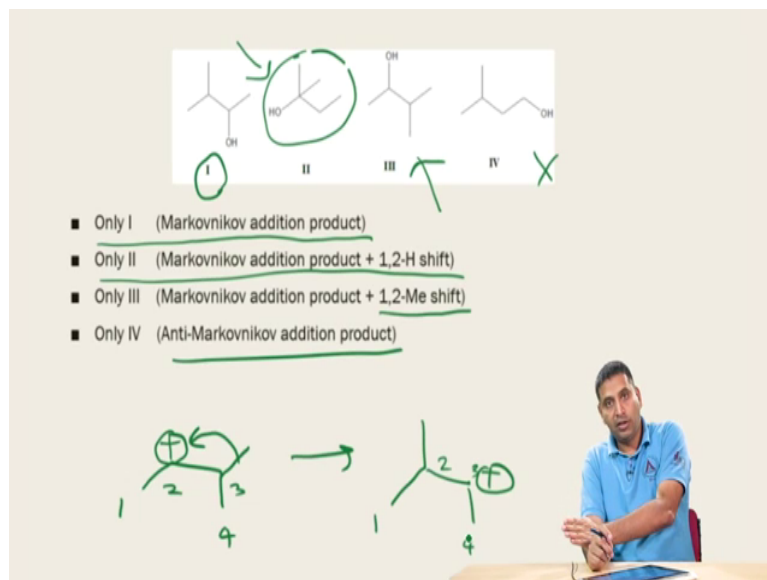 OH
HO
OH
OH
I
II
III
IV
X
Only I (Markovnikov addition product)
Only II (Markovnikov addition product + 1,2-H shift)
Only III (Markovnikov addition product + 1,2-Me shift)
Only IV (Anti-Markovnikov addition product)
+
1
2
3
4
1
2
3
+
4